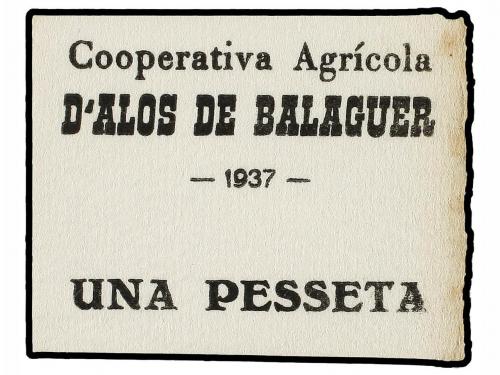 Cooperativa Agrícola
D'ALOS DE BALAGUER
— 1937 —
UNA PESSETA